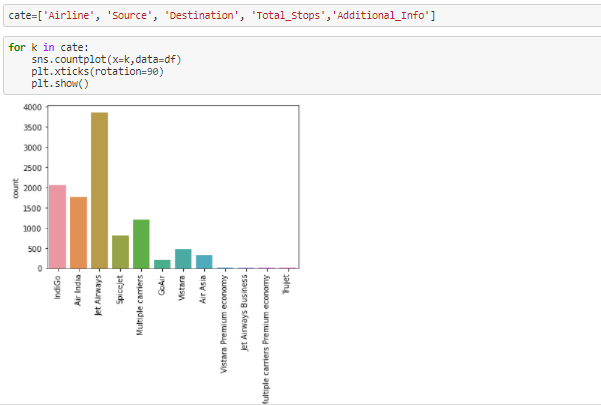 cate=['Airline', 'Source', 'Destination', 'Total_Stops','Additional_Info']
for k in cate:
    sns.countplot(x=k,data=df)
    plt.xticks(rotation=90)
    plt.show()
4000
3500
3000
2500
2000
1500
1000
500
0
count
IndiGo
Air India
Jet Airways
SpiceJet
Multiple carriers
GoAir
Vistara
Air Asia
Vistara Premium economy
Jet Airways Business
ultiple carriers Premium economy
Trujet